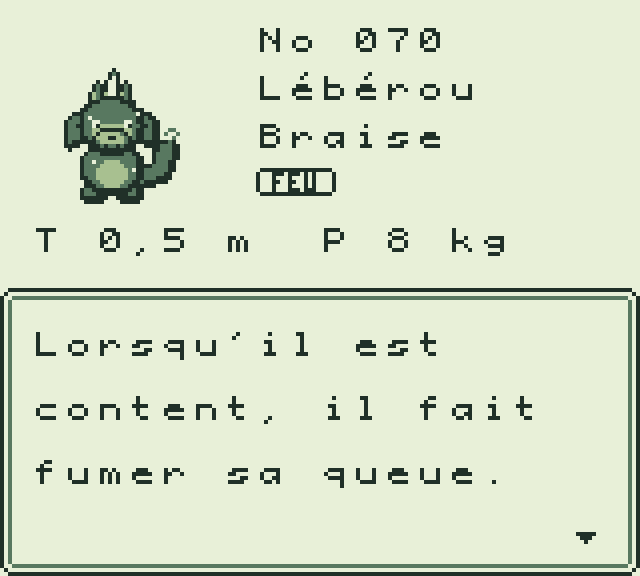 No 070
Lébérou
Braise
FEU
T 0,5 m P 8 kg
Lorsqu'il est
content, il fait
fumer sa queue.